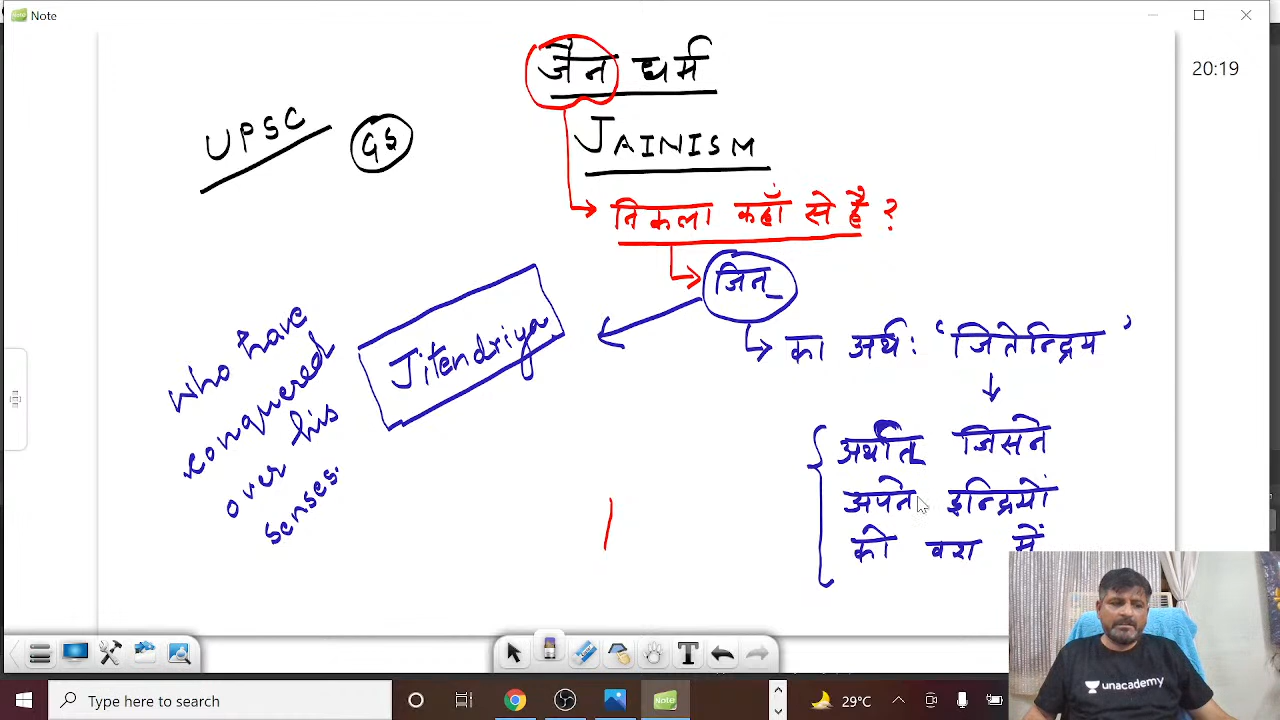 Note
20:19
जैन धर्म
UPSC GS
JAINISM
निकला कहाँ से है ?
जिन्
का अर्थ : ‘जितेन्द्रिय’
Jitendriya
who have
conquered
over his
senses.
अर्थात् जिसने
अपने इन्द्रियों
को वश में
unacademy
Type here to search
29°C